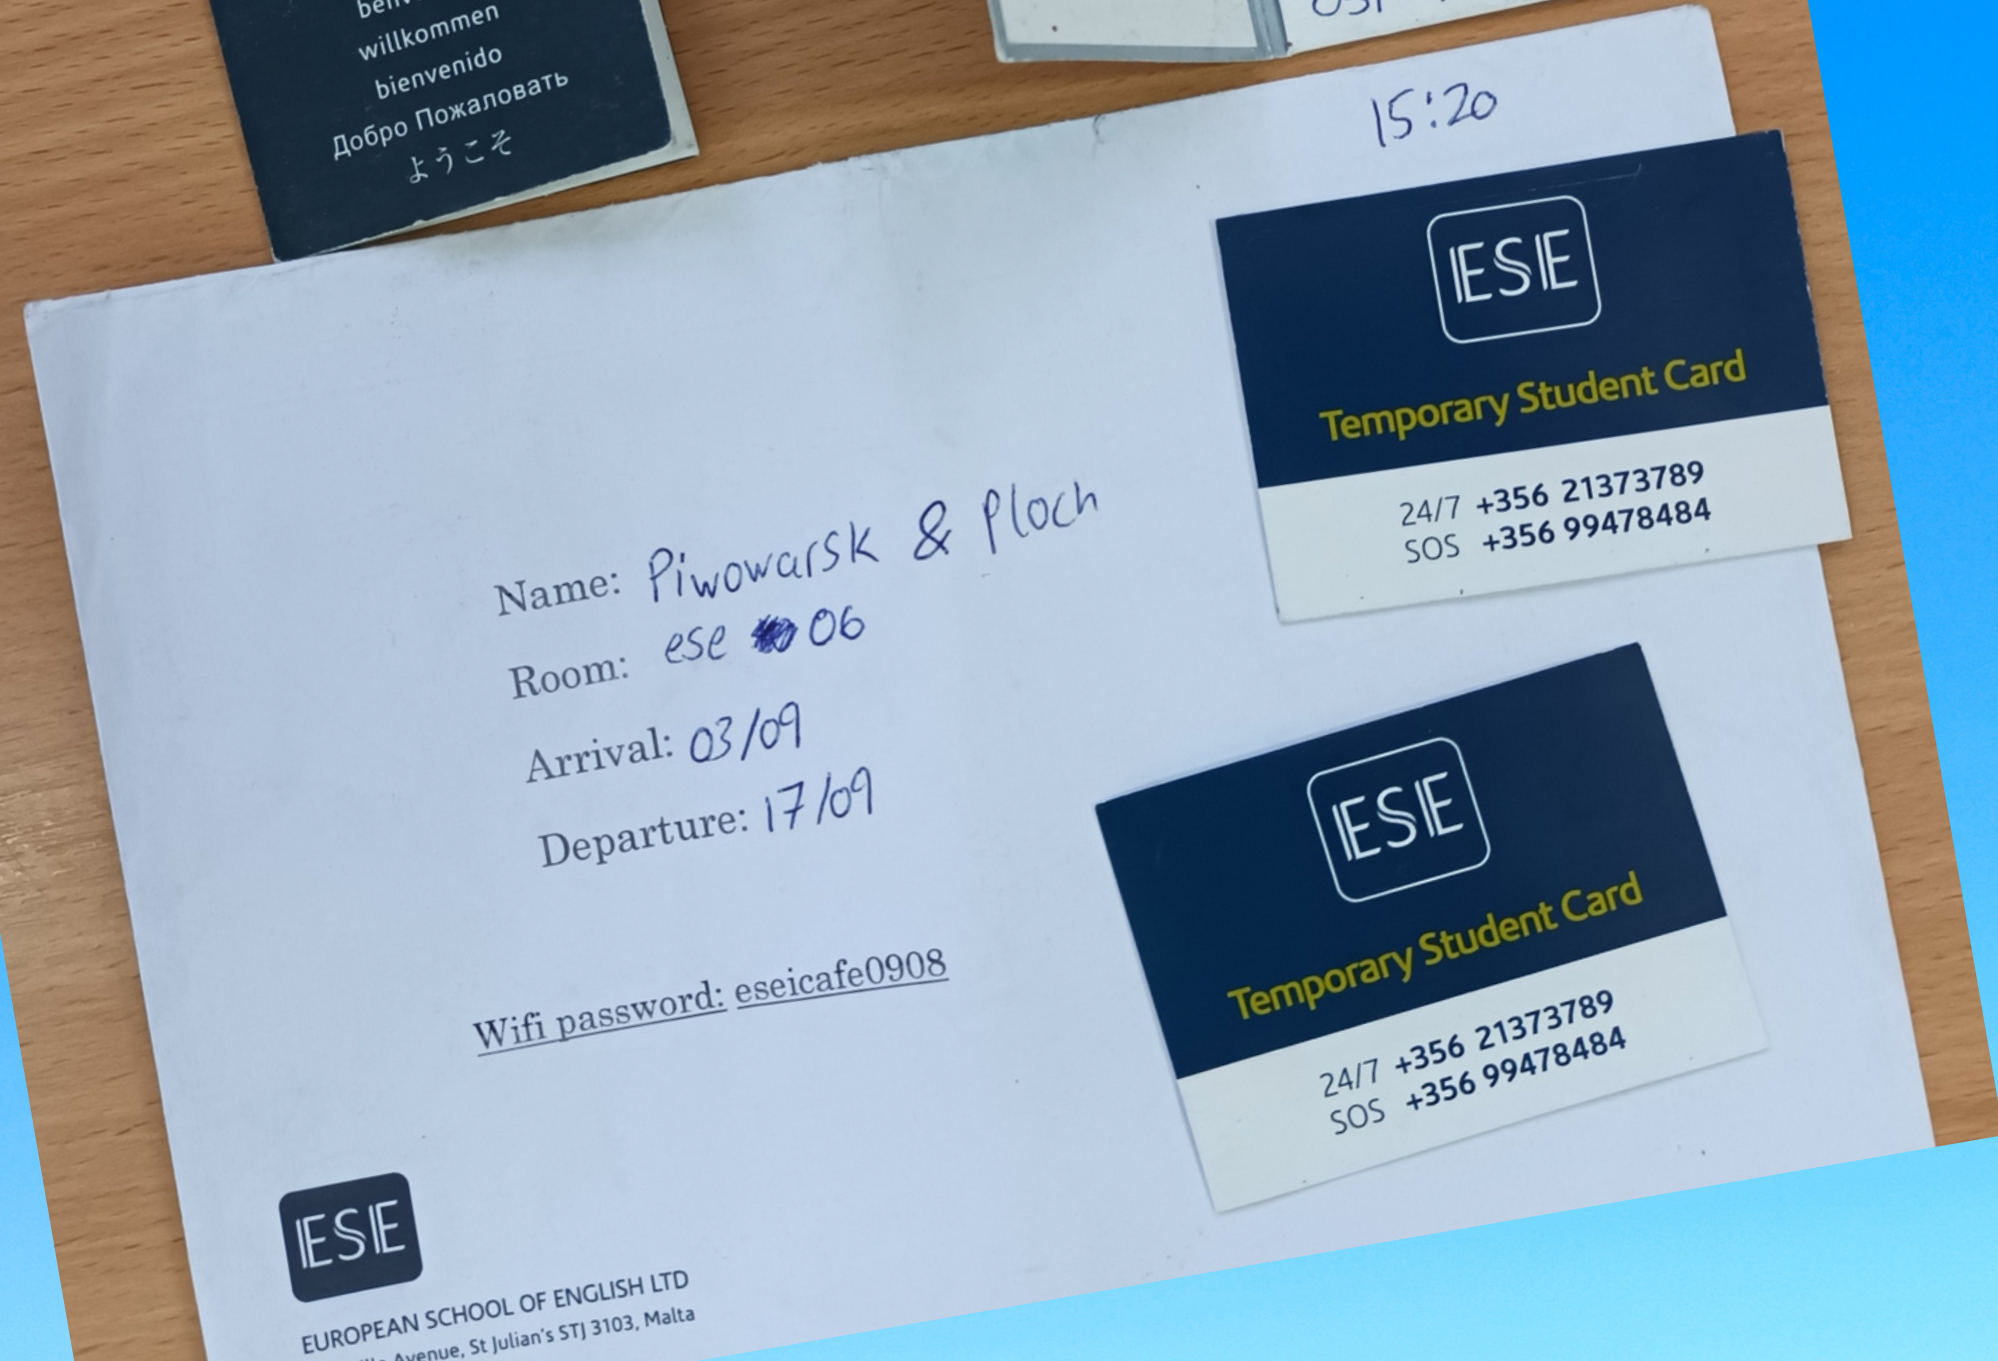 willkommen
bienvenido
Добро Пожаловать
ようこそ
15:20
ESE
Temporary Student Card
24/7 +356 21373789
SOS +356 99478484
Name: Piwowarsk & Ploch
Room: ese 06
Arrival: 03/09
Departure: 17/09
Wifi password: eseicafe0908
ESE
Temporary Student Card
24/7 +356 21373789
SOS +356 99478484
ESE
EUROPEAN SCHOOL OF ENGLISH LTD
Avenue, St Julian's STJ 3103, Malta